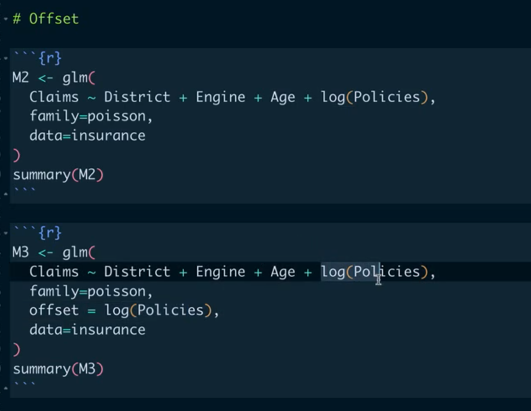 # Offset
```{r}
M2 <- glm(
Claims ~ District + Engine + Age + log(Policies),
family=poisson,
data=insurance
)
summary(M2)
```
```{r}
M3 <- glm(
Claims ~ District + Engine + Age + log(Policies),
family=poisson,
offset = log(Policies),
data=insurance
)
summary(M3)
```